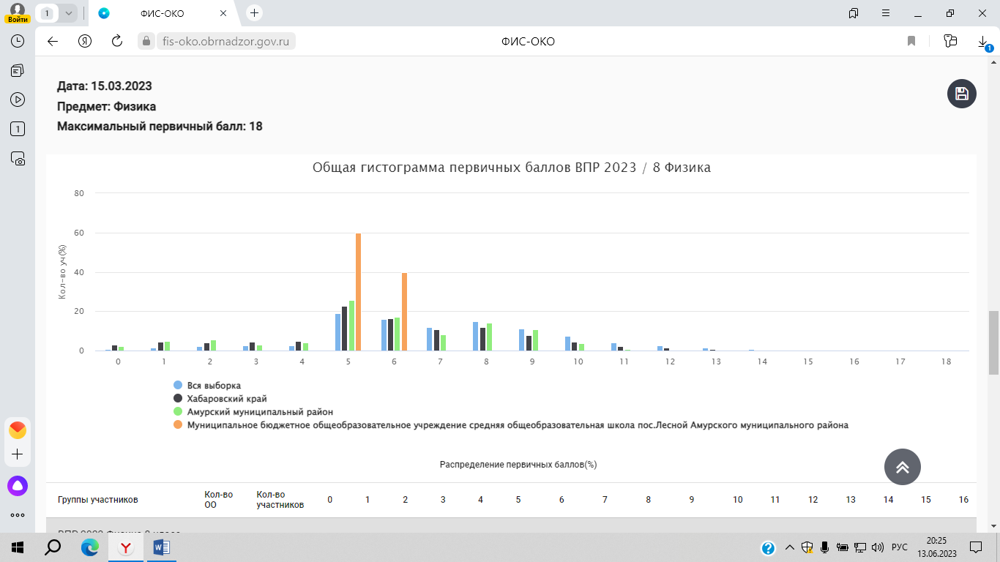 Войти
1
ФИС-ОКО
fis-oko.obrnadzor.gov.ru
ФИС-ОКО
1
1
Дата: 15.03.2023
Предмет: Физика
Максимальный первичный балл: 18
Общая гистограмма первичных баллов ВПР 2023 / 8 Физика
Кол-во уч(%)
80
60
40
20
0
0 1 2 3 4 5 6 7 8 9 10 11 12 13 14 15 16 17 18
Вся выборка
Хабаровский край
Амурский муниципальный район
Муниципальное бюджетное общеобразовательное учреждение средняя общеобразовательная школа пос.Лесной Амурского муниципального района
Распределение первичных баллов(%)
Группы участников Кол-во ОО Кол-во участников 0 1 2 3 4 5 6 7 8 9 10 11 12 13 14 15 16
РУС
20:25
13.06.2023